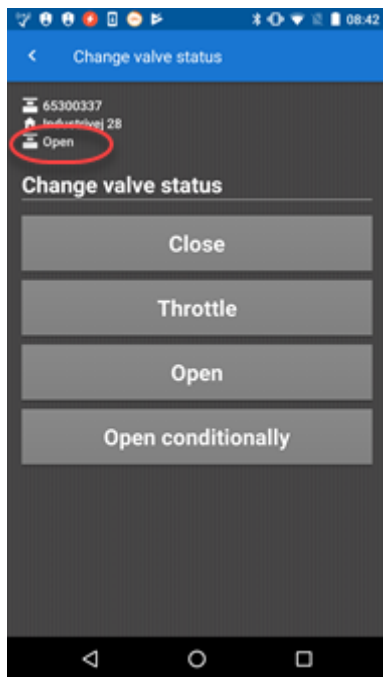 08:42
Change valve status
65300337
Industrivej 28
Open
Change valve status
Close
Throttle
Open
Open conditionally